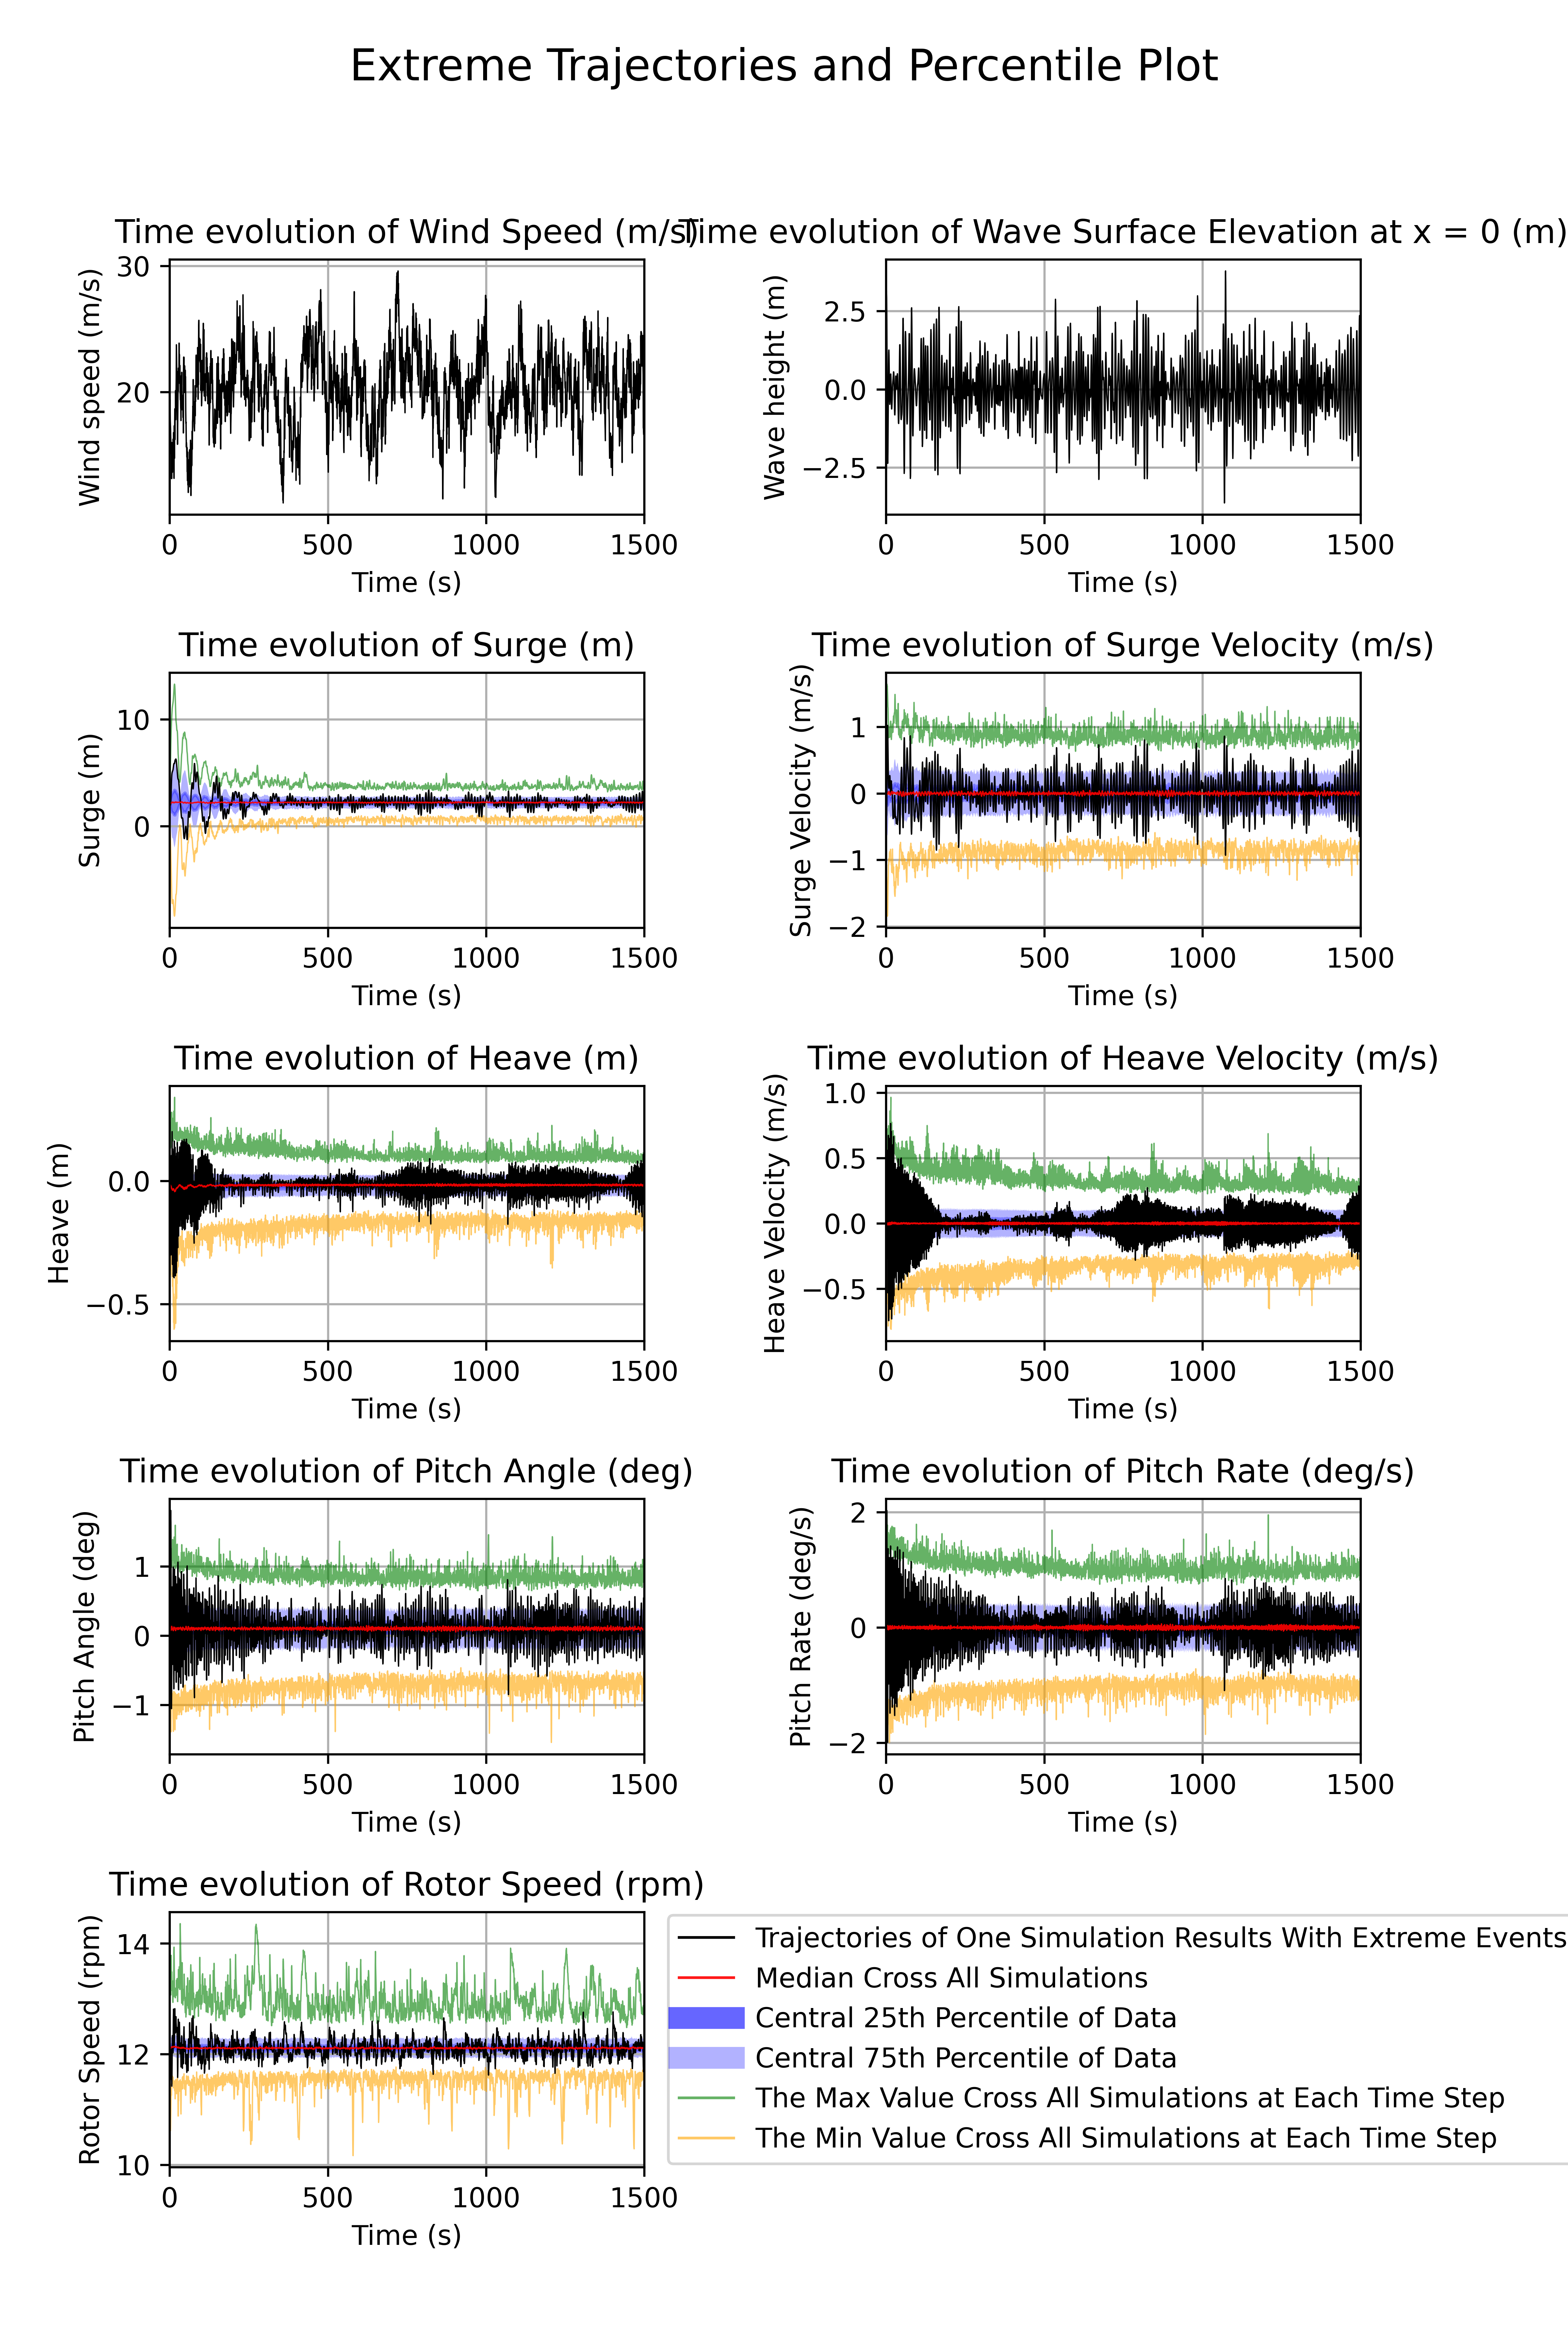 Extreme Trajectories and Percentile Plot
Time evolution of Wind Speed (m/s)
Wind speed (m/s)
30
20
0 500 1000 1500
Time (s)
Time evolution of Wave Surface Elevation at x = 0 (m)
Wave height (m)
2.5
0.0
−2.5
0 500 1000 1500
Time (s)
Time evolution of Surge (m)
Surge (m)
10
0
0 500 1000 1500
Time (s)
Time evolution of Surge Velocity (m/s)
Surge Velocity (m/s)
1
0
−1
−2
0 500 1000 1500
Time (s)
Time evolution of Heave (m)
Heave (m)
0.0
−0.5
0 500 1000 1500
Time (s)
Time evolution of Heave Velocity (m/s)
Heave Velocity (m/s)
1.0
0.5
0.0
−0.5
0 500 1000 1500
Time (s)
Time evolution of Pitch Angle (deg)
Pitch Angle (deg)
1
0
−1
0 500 1000 1500
Time (s)
Time evolution of Pitch Rate (deg/s)
Pitch Rate (deg/s)
2
0
−2
0 500 1000 1500
Time (s)
Time evolution of Rotor Speed (rpm)
Rotor Speed (rpm)
14
12
10
0 500 1000 1500
Time (s)
Trajectories of One Simulation Results With Extreme Events
Median Cross All Simulations
Central 25th Percentile of Data
Central 75th Percentile of Data
The Max Value Cross All Simulations at Each Time Step
The Min Value Cross All Simulations at Each Time Step